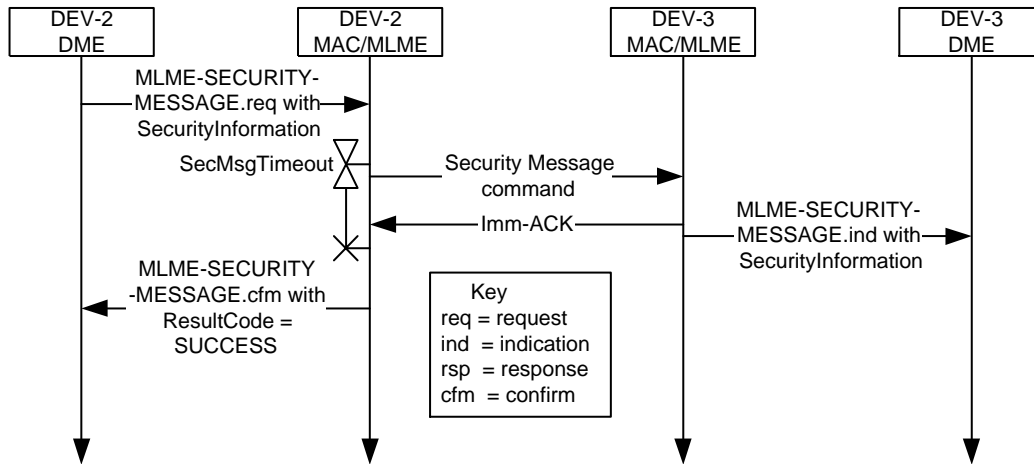 DEV-2
DME
DEV-2
MAC/MLME
DEV-3
MAC/MLME
DEV-3
DME
MLME-SECURITY-
MESSAGE.req with
SecurityInformation
SecMsgTimeout
Security Message
command
Imm-ACK
MLME-SECURITY-
MESSAGE.ind with
SecurityInformation
MLME-SECURITY
-MESSAGE.cfm with
ResultCode =
SUCCESS
Key
req = request
ind = indication
rsp = response
cfm = confirm